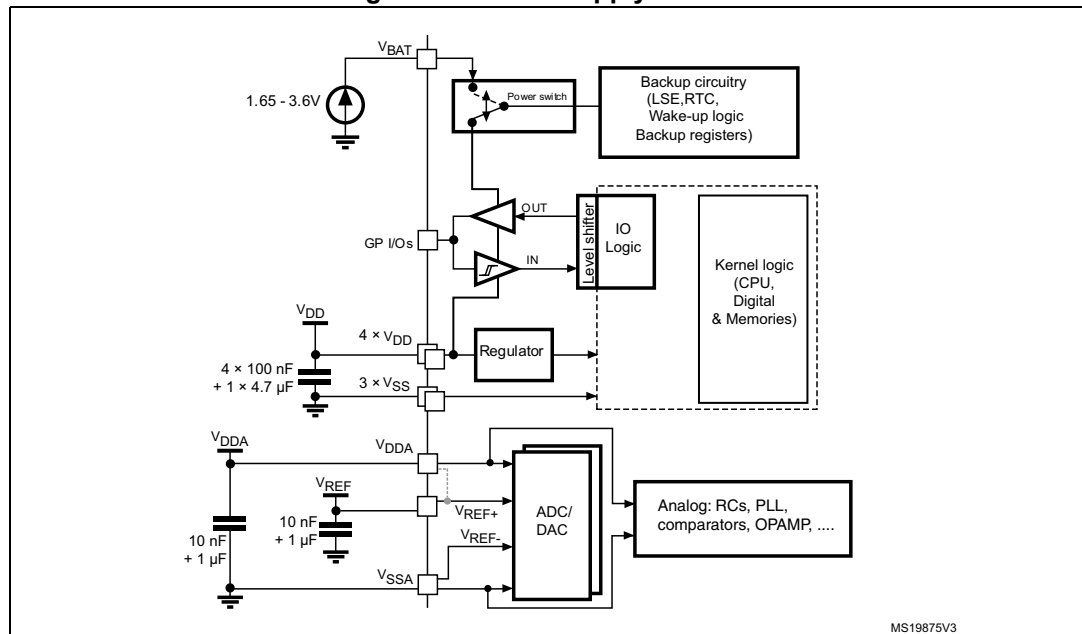 VBAT
1.65 - 3.6V
Power switch
Backup circuitry
(LSE,RTC,
Wake-up logic
Backup registers)
GP I/Os
OUT
IN
Level shifter
IO
Logic
Kernel logic
(CPU,
Digital
& Memories)
VDD
4 × VDD
Regulator
4 × 100 nF
+ 1 × 4.7 µF
3 × VSS
VDDA
VDDA
VREF
VREF+
VREF-
10 nF
+ 1 µF
10 nF
+ 1 µF
ADC/
DAC
Analog: RCs, PLL,
comparators, OPAMP, ....
VSSA
MS19875V3